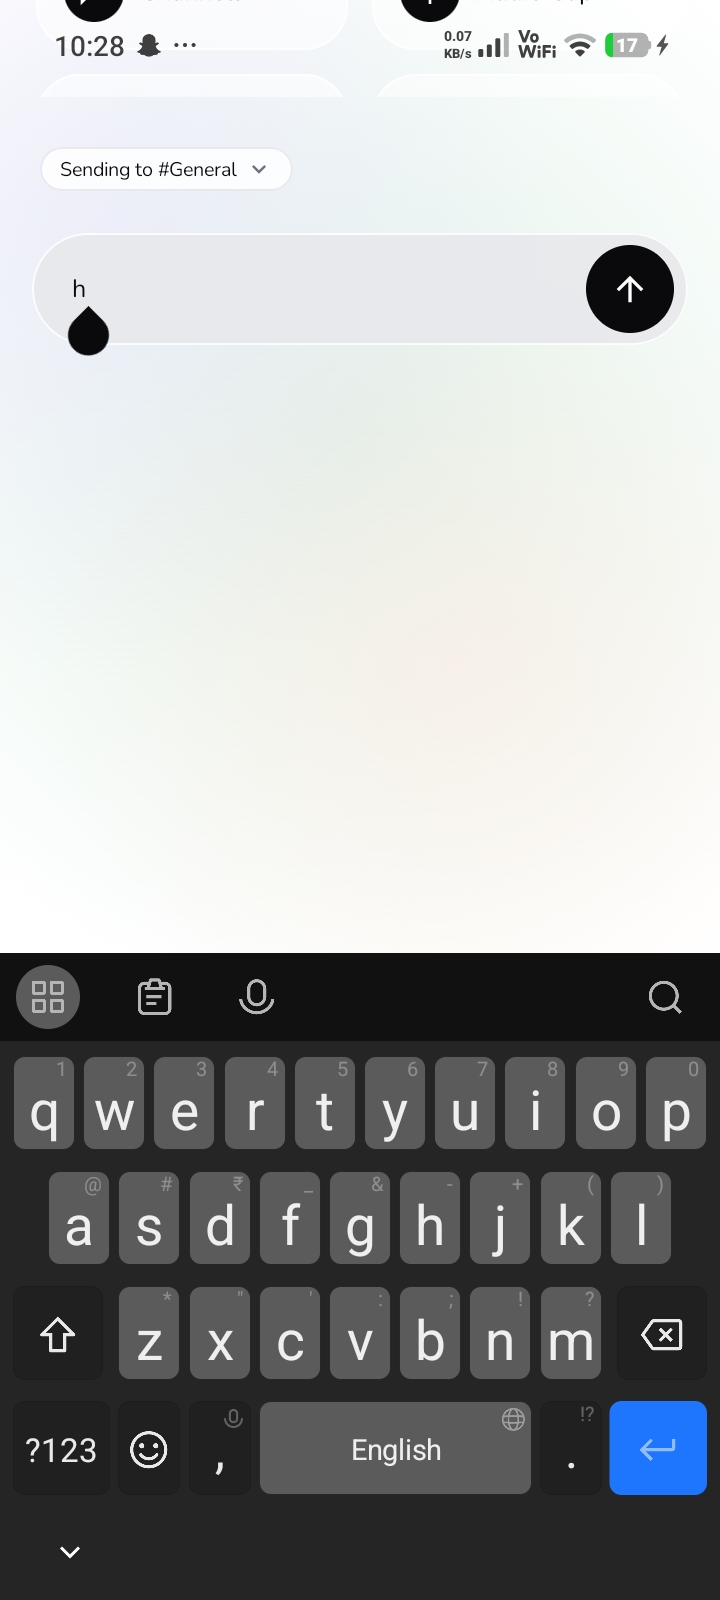 10:28
0.07
KB/s
Vo
WiFi
17
Sending to #General
h
1 2 3 4 5 6 7 8 9 0
q w e r t y u i o p
@ # ₹ _ & - + ( )
a s d f g h j k l
* " ' : ; ! ?
z x c v b n m
!?
?123 , English .